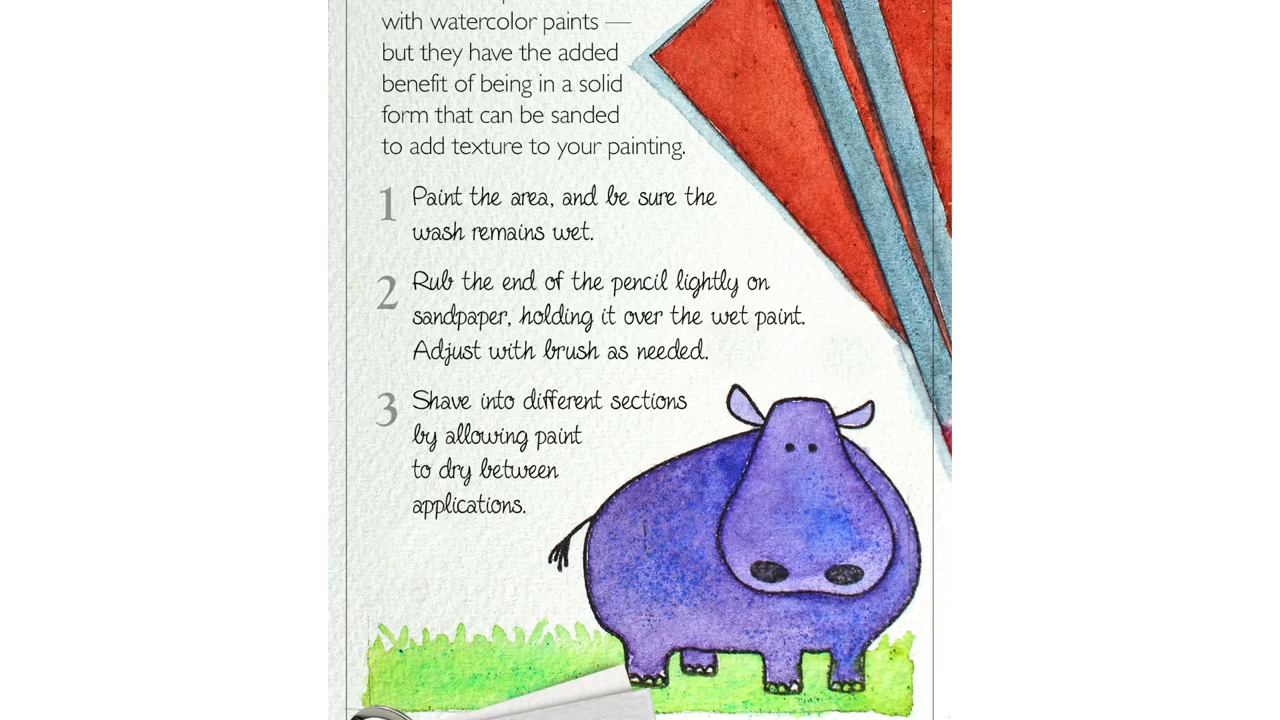 with watercolor paints —
but they have the added
benefit of being in a solid
form that can be sanded
to add texture to your painting.
1 Paint the area, and be sure the
wash remains wet.
2 Rub the end of the pencil lightly on
sandpaper, holding it over the wet paint.
Adjust with brush as needed.
3 Shave into different sections
by allowing paint
to dry between
applications.